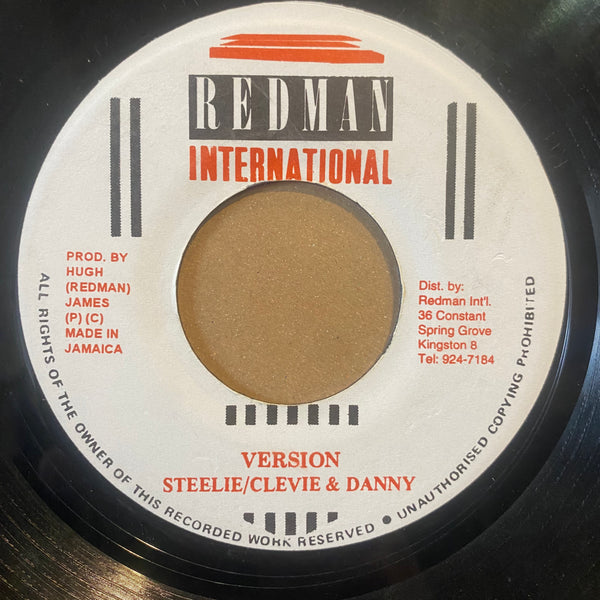 REDMAN
INTERNATIONAL
PROD. BY
HUGH
(REDMAN)
JAMES
(P) (C)
MADE IN
JAMAICA
Dist. by:
Redman Int'l.
36 Constant
Spring Grove
Kingston 8
Tel: 924-7184
VERSION
STEELIE/CLEVIE & DANNY
ALL RIGHTS OF THE OWNER OF THIS RECORDED WORK RESERVED ● UNAUTHORISED COPYING PROHIBITED